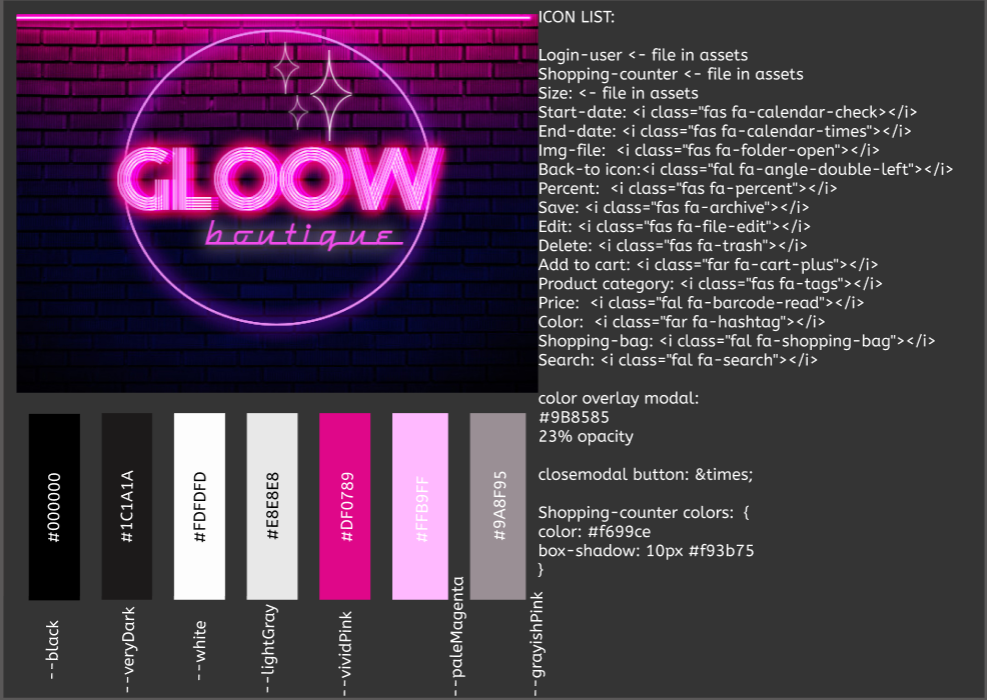 GLOOW
boutique
ICON LIST:
Login-user <- file in assets
Shopping-counter <- file in assets
Size: <- file in assets
Start-date: <i class="fas fa-calendar-check></i>
End-date: <i class="fas fa-calendar-times"></i>
Img-file:  <i class="fas fa-folder-open"></i>
Back-to icon:<i class="fal fa-angle-double-left"></i>
Percent:  <i class="fas fa-percent"></i>
Save: <i class="fas fa-archive"></i>
Edit: <i class="fas fa-file-edit"></i>
Delete: <i class="fas fa-trash"></i>
Add to cart: <i class="far fa-cart-plus"></i>
Product category: <i class="fas fa-tags"></i>
Price:  <i class="fal fa-barcode-read"></i>
Color:  <i class="far fa-hashtag"></i>
Shopping-bag: <i class="fal fa-shopping-bag"></i>
Search: <i class="fal fa-search"></i>
color overlay modal:
#9B8585
23% opacity
closemodal button: &times;
Shopping-counter colors:  {
color: #f699ce
box-shadow: 10px #f93b75
}
#000000
#1C1A1A
#FDFDFD
#E8E8E8
#DF0789
#FFB9FF
#9A8F95
--black
--veryDark
--white
--lightGray
--vividPink
--paleMagenta
--grayishPink